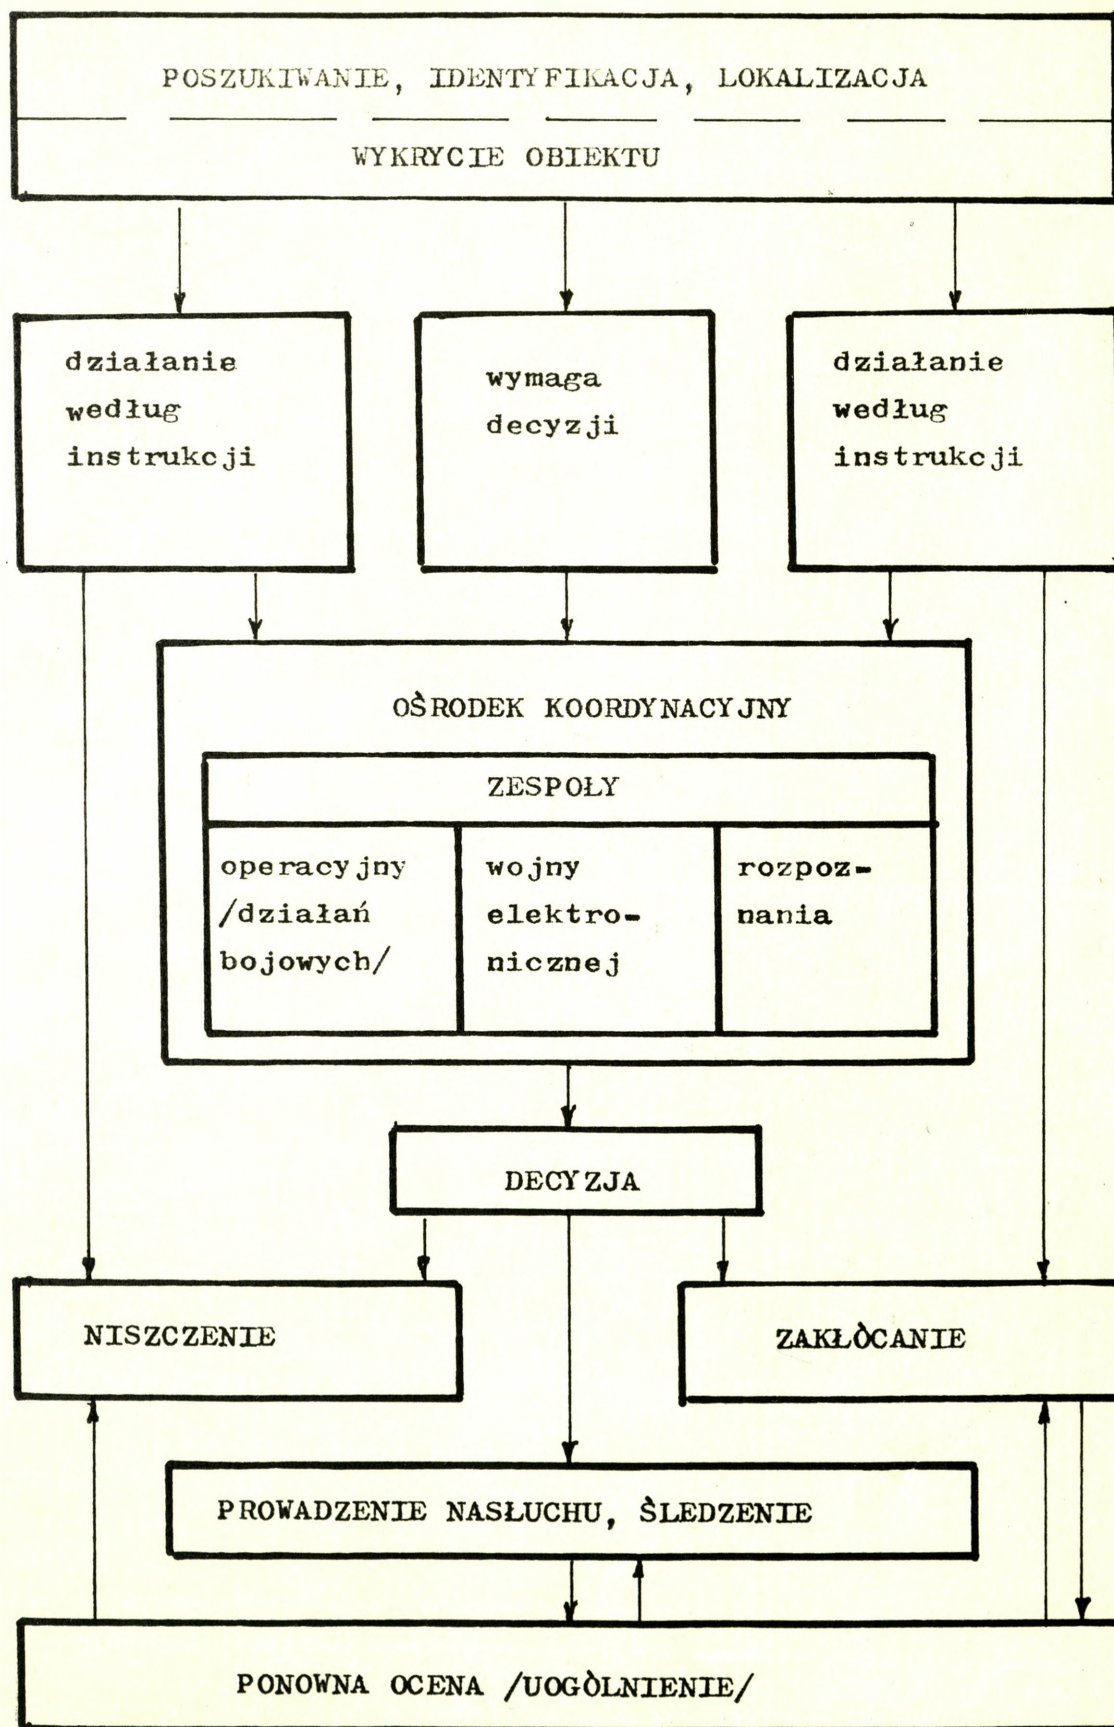 POSZUKIWANIE, IDENTYFIKACJA, LOKALIZACJA
WYKRYCIE OBIEKTU
działanie
według
instrukcji
wymaga
decyzji
działanie
według
instrukcji
OŚRODEK KOORDYNACYJNY
ZESPOŁY
operacyjny
/działań
bojowych/
wojny
elektro-
nicznej
rozpoz-
nania
DECYZJA
NISZCZENIE
ZAKŁÓCANIE
PROWADZENIE NASŁUCHU, ŚLEDZENIE
PONOWNA OCENA /UOGÓLNIENIE/